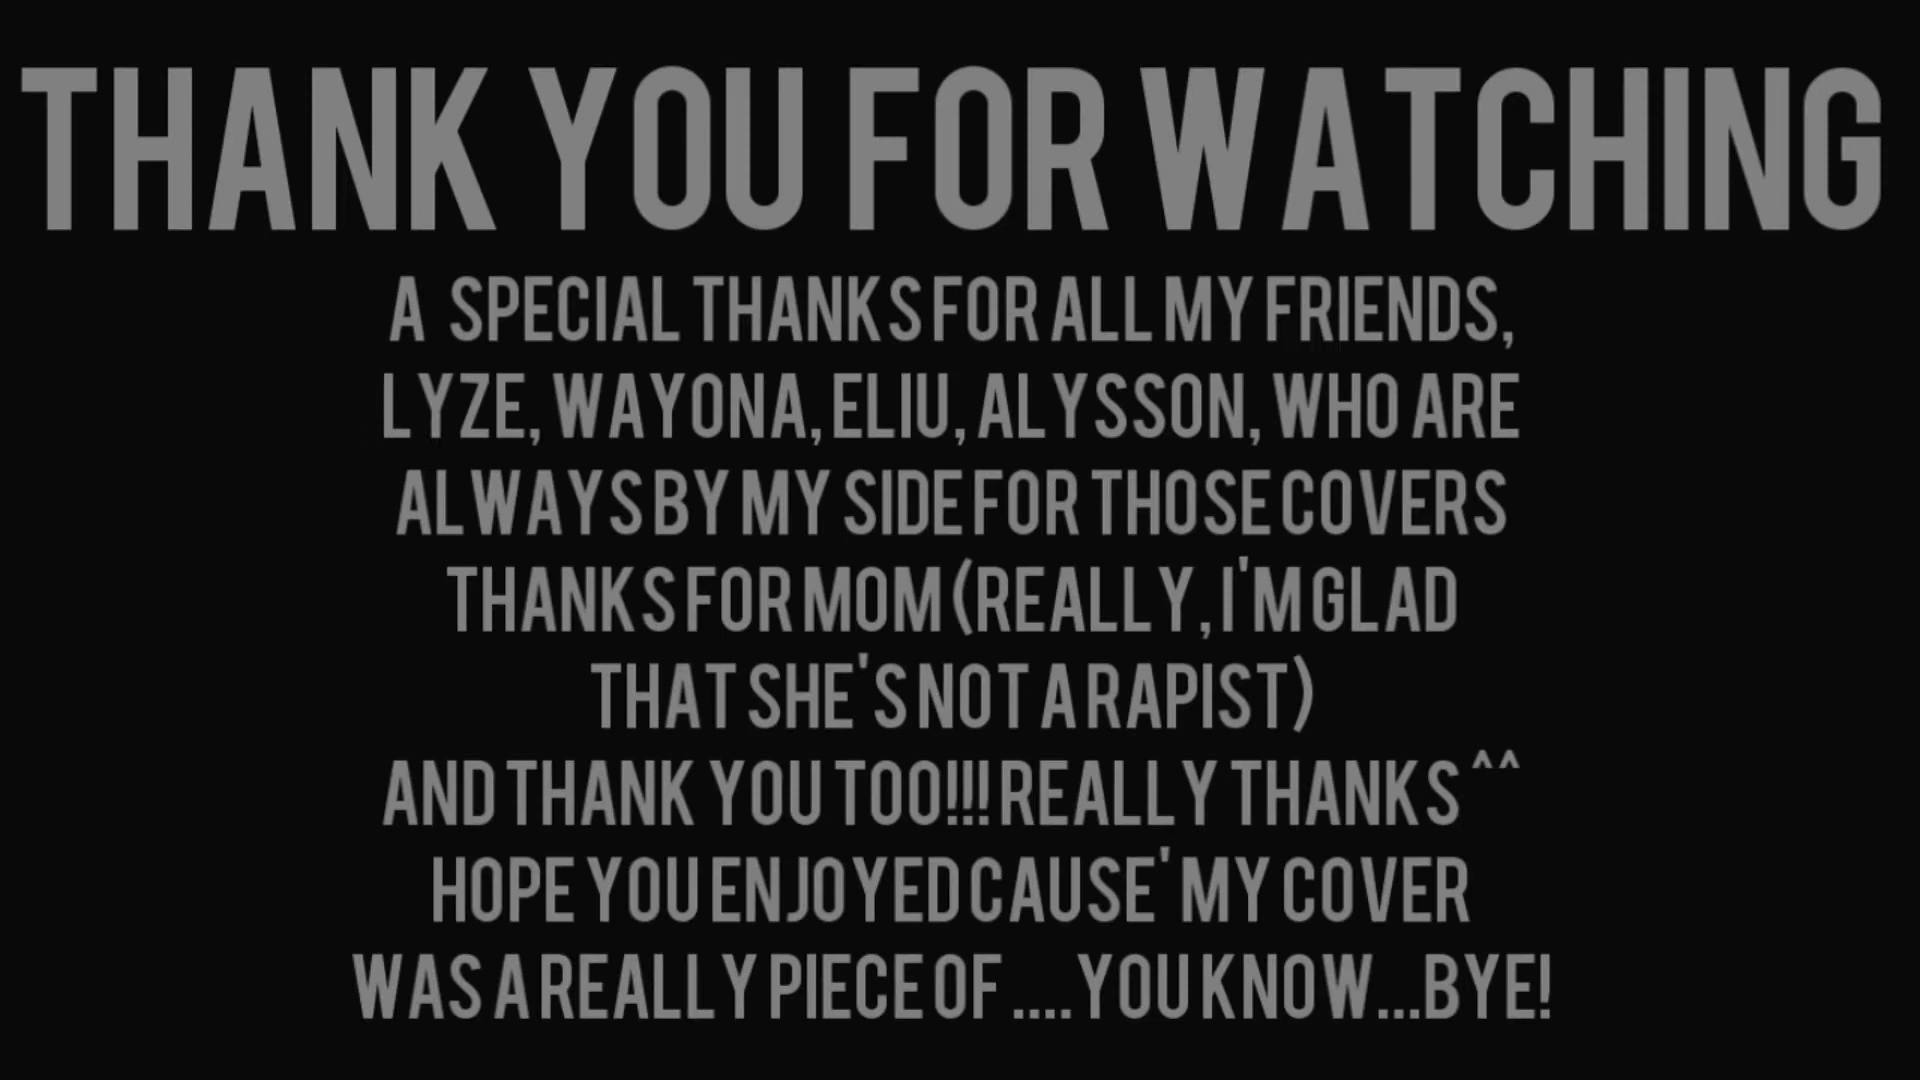 THANK YOU FOR WATCHING
A SPECIAL THANKS FOR ALL MY FRIENDS,
LYZE, WAYONA, ELIU, ALYSSON, WHO ARE
ALWAYS BY MY SIDE FOR THOSE COVERS
THANKS FOR MOM (REALLY, I'M GLAD
THAT SHE'S NOT A RAPIST)
AND THANK YOU TOO!!! REALLY THANKS ^^
HOPE YOU ENJOYED CAUSE' MY COVER
WAS A REALLY PIECE OF ....YOU KNOW...BYE!